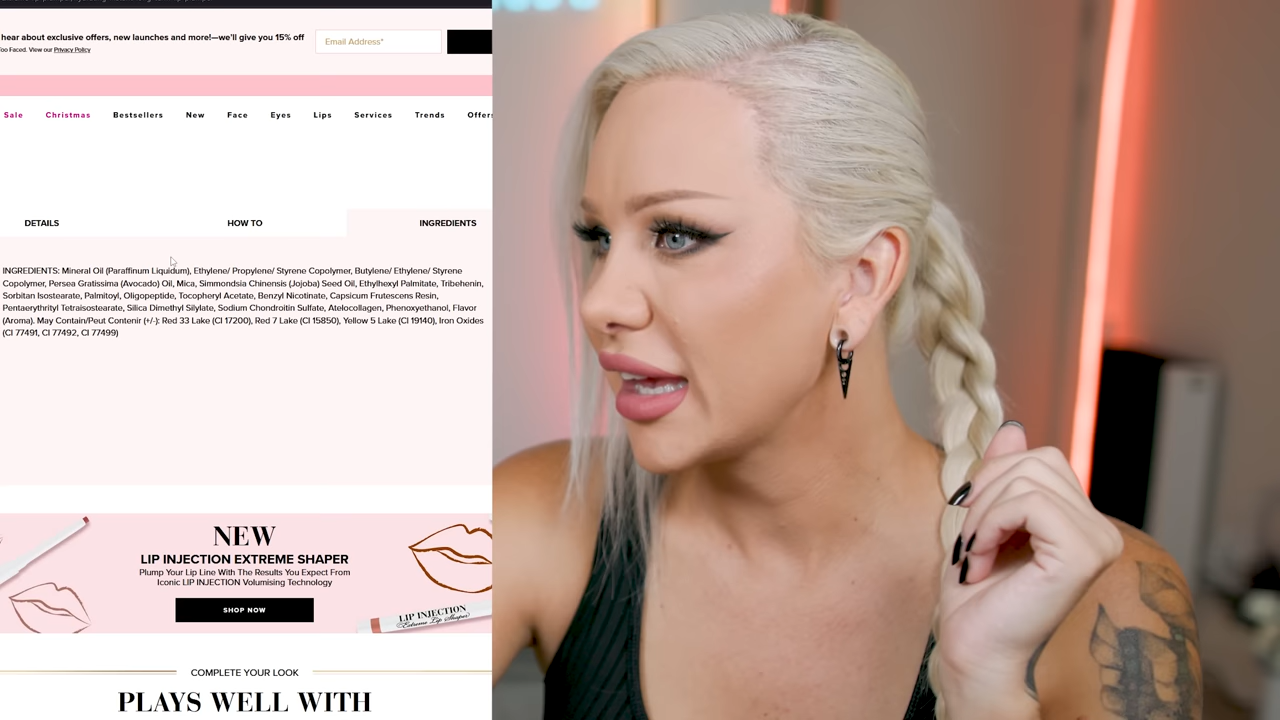 hear about exclusive offers, new launches and more!—we'll give you 15% off
Too Faced. View our Privacy Policy
Email Address*
Sale Christmas Bestsellers New Face Eyes Lips Services Trends Offers
DETAILS HOW TO INGREDIENTS
INGREDIENTS: Mineral Oil (Paraffinum Liquidum), Ethylene/ Propylene/ Styrene Copolymer, Butylene/ Ethylene/ Styrene
Copolymer, Persea Gratissima (Avocado) Oil, Mica, Simmondsia Chinensis (Jojoba) Seed Oil, Ethylhexyl Palmitate, Tribehenin,
Sorbitan Isostearate, Palmitoyl, Oligopeptide, Tocopheryl Acetate, Benzyl Nicotinate, Capsicum Frutescens Resin,
Pentaerythrityl Tetraisostearate, Silica Dimethyl Silylate, Sodium Chondroitin Sulfate, Atelocollagen, Phenoxyethanol, Flavor
(Aroma). May Contain/Peut Contenir (+/-): Red 33 Lake (CI 17200), Red 7 Lake (CI 15850), Yellow 5 Lake (CI 19140), Iron Oxides
(CI 77491, CI 77492, CI 77499)
NEW
LIP INJECTION EXTREME SHAPER
Plump Your Lip Line With The Results You Expect From
Iconic LIP INJECTION Volumising Technology
SHOP NOW
LIP INJECTION
Extreme Lip Shaper
COMPLETE YOUR LOOK
PLAYS WELL WITH